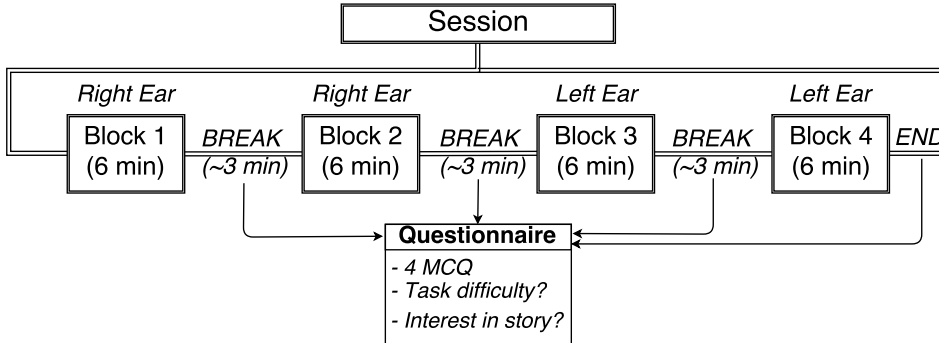 Session
Right Ear
Right Ear
Left Ear
Left Ear
Block 1
(6 min)
BREAK
(~3 min)
Block 2
(6 min)
BREAK
(~3 min)
Block 3
(6 min)
BREAK
(~3 min)
Block 4
(6 min)
END
Questionnaire
- 4 MCQ
- Task difficulty?
- Interest in story?